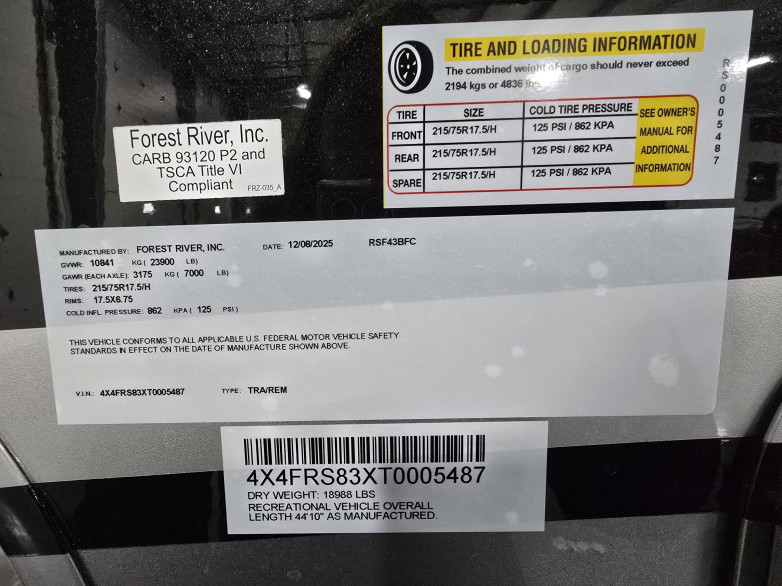 TIRE AND LOADING INFORMATION
The combined weight of cargo should never exceed
2194 kgs or 4836 lbs.
TIRE SIZE COLD TIRE PRESSURE SEE OWNER'S MANUAL FOR ADDITIONAL INFORMATION
FRONT 215/75R17.5/H 125 PSI / 862 KPA
REAR 215/75R17.5/H 125 PSI / 862 KPA
SPARE 215/75R17.5/H 125 PSI / 862 KPA
RS0005487
Forest River, Inc.
CARB 93120 P2 and
TSCA Title VI
Compliant FRZ-035_A
MANUFACTURED BY: FOREST RIVER, INC. DATE: 12/08/2025 RSF43BFC
GVWR: 10841 KG ( 23900 LB)
GAWR (EACH AXLE): 3175 KG ( 7000 LB)
TIRES: 215/75R17.5/H
RIMS: 17.5X6.75
COLD INFL. PRESSURE: 862 KPA ( 125 PSI )
THIS VEHICLE CONFORMS TO ALL APPLICABLE U.S. FEDERAL MOTOR VEHICLE SAFETY
STANDARDS IN EFFECT ON THE DATE OF MANUFACTURE SHOWN ABOVE.
V.I.N.: 4X4FRS83XT0005487 TYPE: TRA/REM
4X4FRS83XT0005487
DRY WEIGHT: 18988 LBS
RECREATIONAL VEHICLE OVERALL
LENGTH 44'10" AS MANUFACTURED.